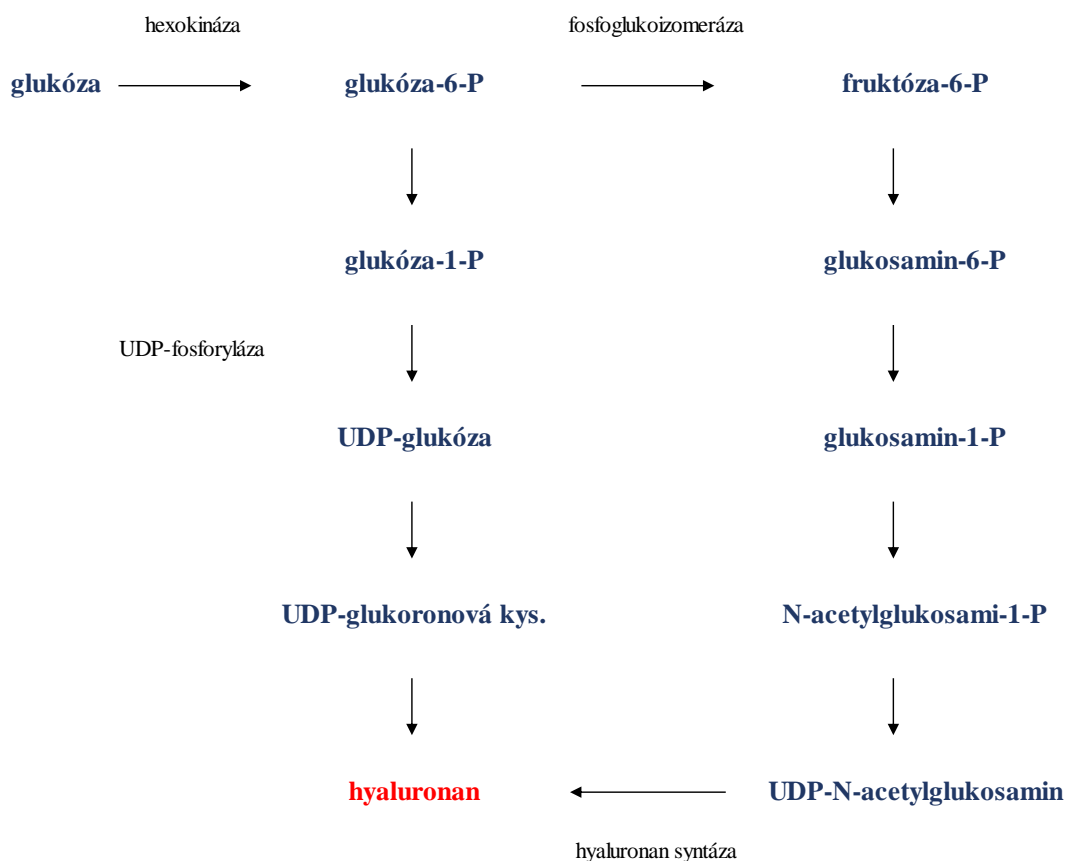 hexokináza
fosfoglukoizomeráza
glukóza
glukóza-6-P
fruktóza-6-P
glukóza-1-P
glukosamin-6-P
UDP-fosforyláza
UDP-glukóza
glukosamin-1-P
UDP-glukoronová kys.
N-acetylglukosami-1-P
hyaluronan
UDP-N-acetylglukosamin
hyaluronan syntáza